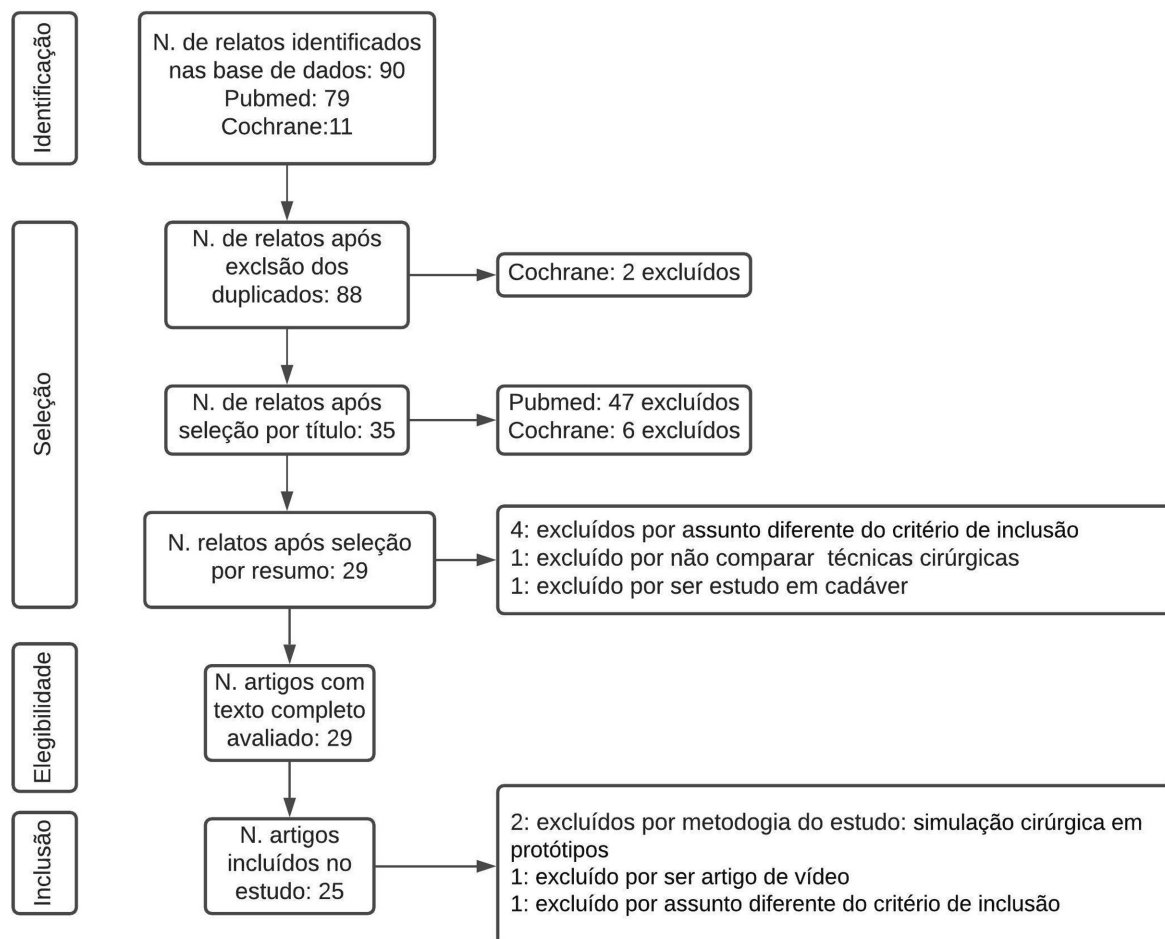 Identificação
N. de relatos identificados
nas base de dados: 90
Pubmed: 79
Cochrane:11
Seleção
N. de relatos após
exclsão dos
duplicados: 88
Cochrane: 2 excluídos
N. de relatos após
seleção por título: 35
Pubmed: 47 excluídos
Cochrane: 6 excluídos
N. relatos após seleção
por resumo: 29
4: excluídos por assunto diferente do critério de inclusão
1: excluído por não comparar  técnicas cirúrgicas
1: excluído por ser estudo em cadáver
Elegibilidade
N. artigos com
texto completo
avaliado: 29
Inclusão
N. artigos
incluídos no
estudo: 25
2: excluídos por metodogia do estudo: simulação cirúrgica em
protótipos
1: excluído por ser artigo de vídeo
1: excluído por assunto diferente do critério de inclusão